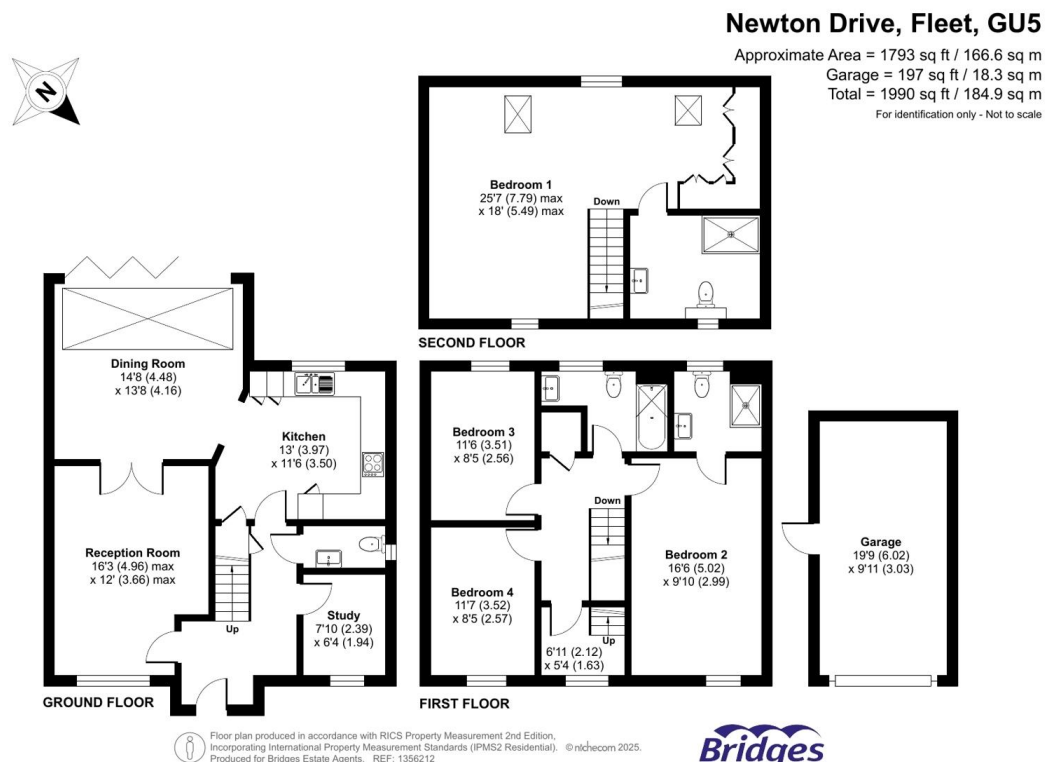 Newton Drive, Fleet, GU5
Approximate Area = 1793 sq ft / 166.6 sq m
Garage = 197 sq ft / 18.3 sq m
Total = 1990 sq ft / 184.9 sq m
For identification only - Not to scale
N
Bedroom 1
25'7 (7.79) max
x 18' (5.49) max
Down
SECOND FLOOR
Dining Room
14'8 (4.48)
x 13'8 (4.16)
Kitchen
13' (3.97)
x 11'6 (3.50)
Reception Room
16'3 (4.96) max
x 12' (3.66) max
Up
Study
7'10 (2.39)
x 6'4 (1.94)
GROUND FLOOR
Bedroom 3
11'6 (3.51)
x 8'5 (2.56)
Down
Bedroom 2
16'6 (5.02)
x 9'10 (2.99)
Bedroom 4
11'7 (3.52)
x 8'5 (2.57)
Up
6'11 (2.12)
x 5'4 (1.63)
FIRST FLOOR
Garage
19'9 (6.02)
x 9'11 (3.03)
Floor plan produced in accordance with RICS Property Measurement 2nd Edition,
Incorporating International Property Measurement Standards (IPMS2 Residential). © nichecom 2025.
Produced for Bridges Estate Agents. REF: 1356212
Bridges